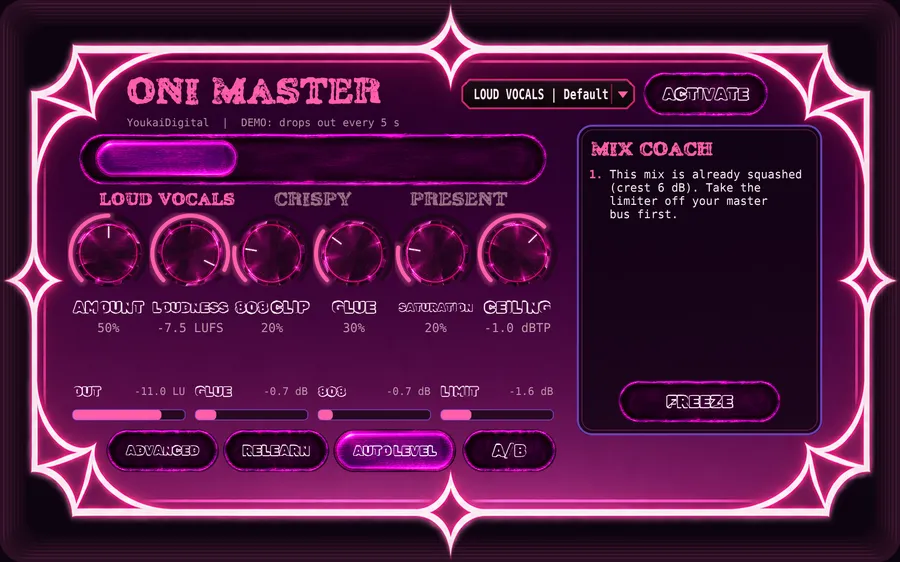 ONI MASTER
LOUD VOCALS | Default
ACTIVATE
YoukaiDigital | DEMO: drops out every 5 s
LOUD VOCALS CRISPY PRESENT
AMOUNT LOUDNESS 808 CLIP GLUE SATURATION CEILING
50% -7.5 LUFS 20% 30% 20% -1.0 dBTP
OUT -11.0 LU GLUE -0.7 dB 808 -0.7 dB LIMIT -1.6 dB
ADVANCED RELEARN AUTO LEVEL A/B
MIX COACH
1. This mix is already squashed
(crest 6 dB). Take the
limiter off your master
bus first.
FREEZE